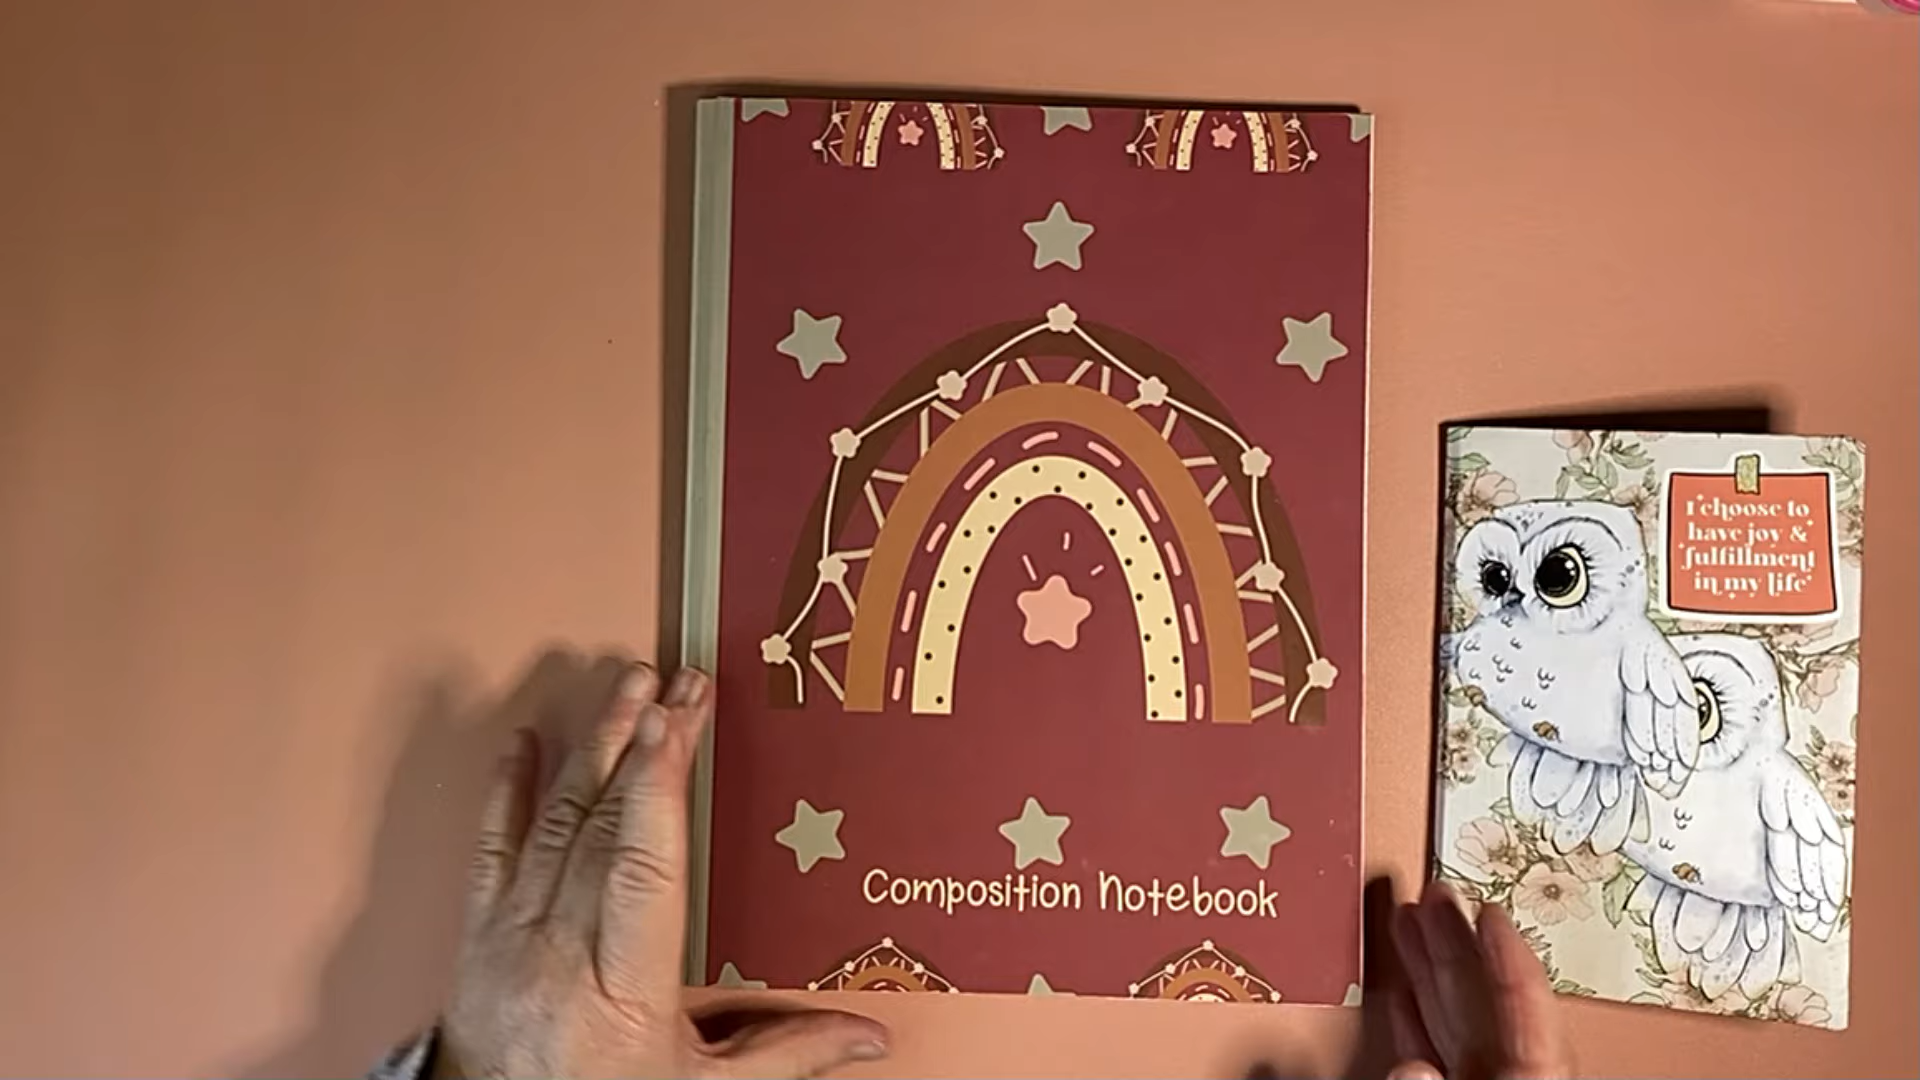 Composition Notebook
I choose to
have joy &
fulfillment
in my life